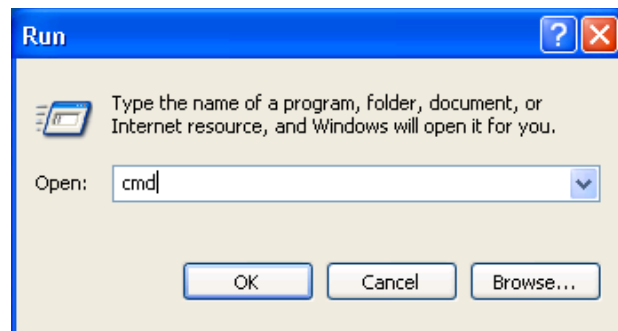 Run
Type the name of a program, folder, document, or
Internet resource, and Windows will open it for you.
Open: cmd
OK Cancel Browse...